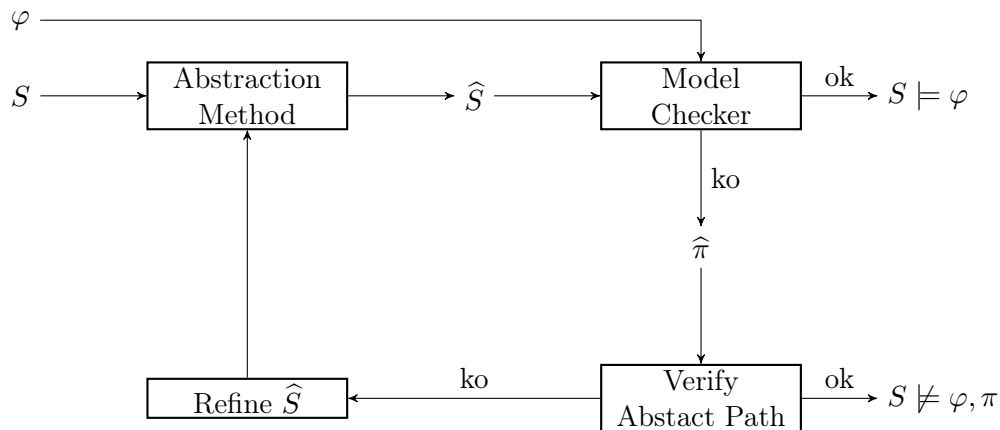 φ
S
Abstraction
Method
Ŝ
Model
Checker
ok
S ⊨ φ
ko
π̂
Refine Ŝ
ko
Verify
Abstact Path
ok
S ⊭ φ, π